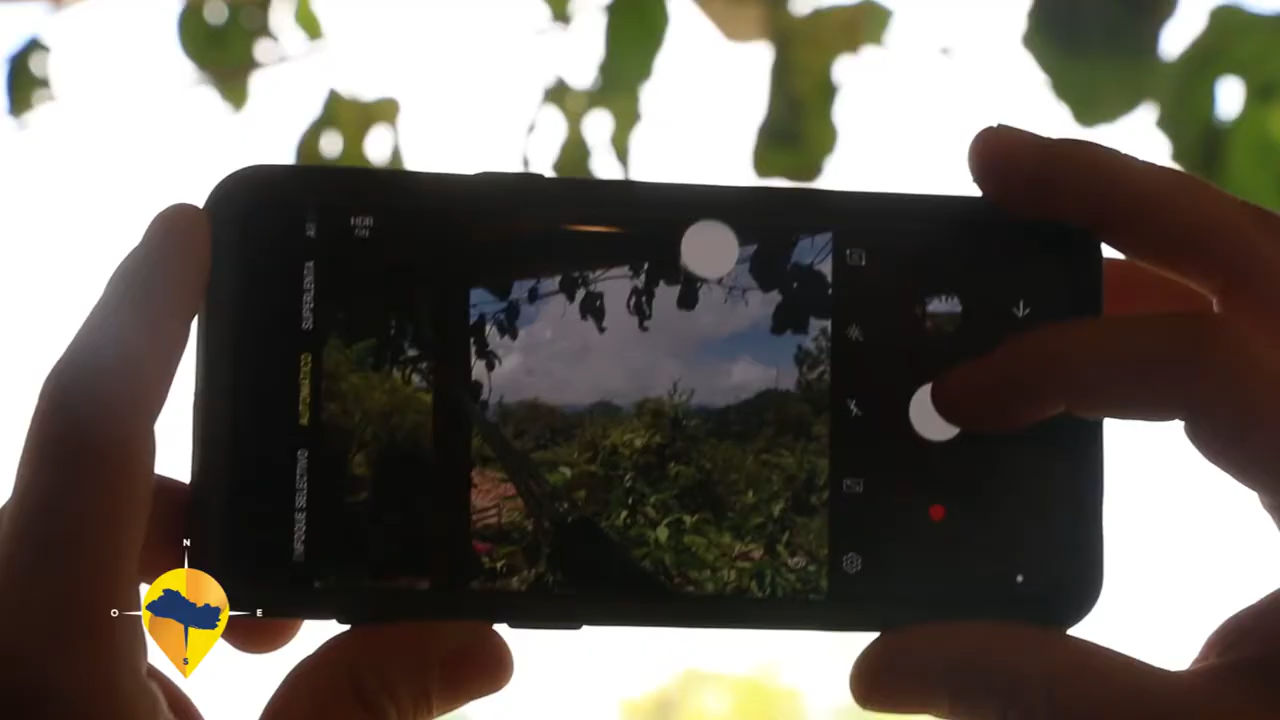 HDR
SUPERLENTA
AUTOMÁTICO
ENFOQUE SELECTIVO
N
O
E
S